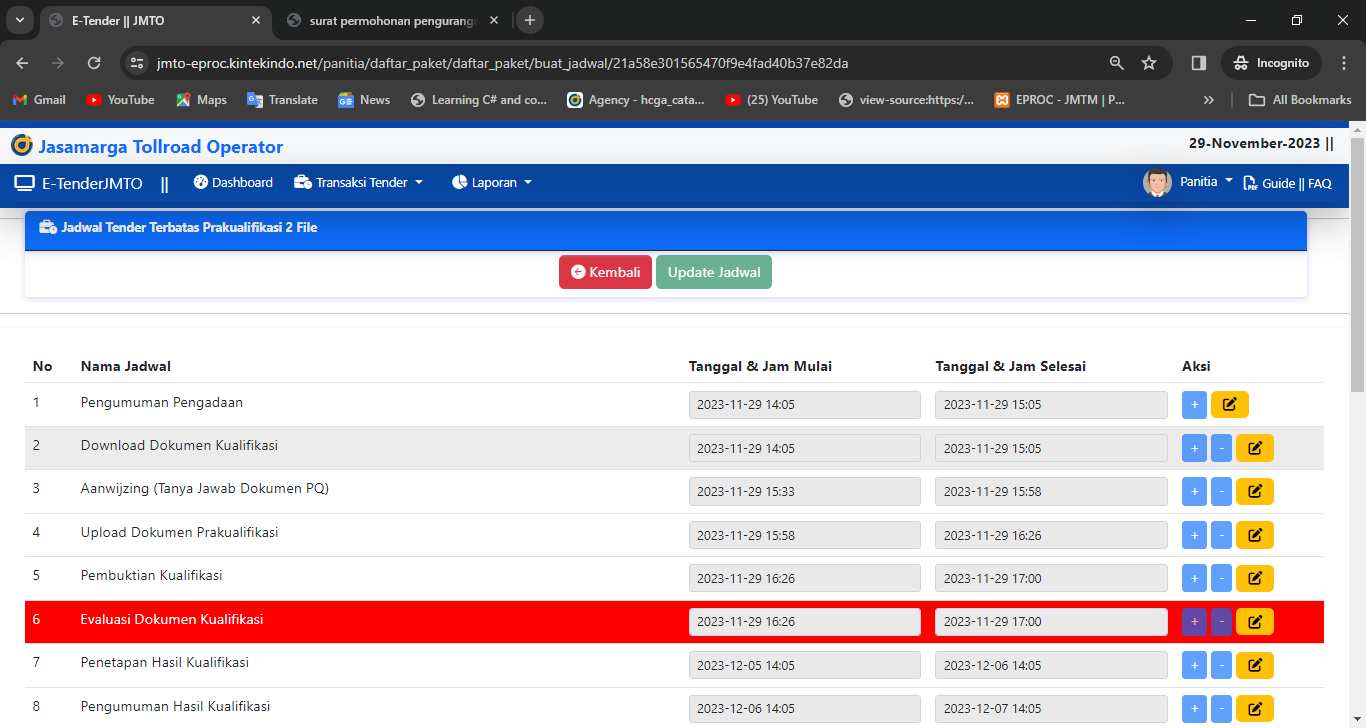 E-Tender || JMTO
surat permohonan pengurang
jmto-eproc.kintekindo.net/panitia/daftar_paket/daftar_paket/buat_jadwal/21a58e301565470f9e4fad40b37e82da
Incognito
Gmail YouTube Maps Translate News Learning C# and co... Agency - hcga_cata... (25) YouTube view-source:https:/... EPROC - JMTM | P... » All Bookmarks
Jasamarga Tollroad Operator 29-November-2023 ||
E-TenderJMTO || Dashboard Transaksi Tender Laporan Panitia Guide || FAQ
Jadwal Tender Terbatas Prakualifikasi 2 File
Kembali Update Jadwal
No Nama Jadwal Tanggal & Jam Mulai Tanggal & Jam Selesai Aksi
1 Pengumuman Pengadaan 2023-11-29 14:05 2023-11-29 15:05 +
2 Download Dokumen Kualifikasi 2023-11-29 14:05 2023-11-29 15:05 + -
3 Aanwijzing (Tanya Jawab Dokumen PQ) 2023-11-29 15:33 2023-11-29 15:58 + -
4 Upload Dokumen Prakualifikasi 2023-11-29 15:58 2023-11-29 16:26 + -
5 Pembuktian Kualifikasi 2023-11-29 16:26 2023-11-29 17:00 + -
6 Evaluasi Dokumen Kualifikasi 2023-11-29 16:26 2023-11-29 17:00 + -
7 Penetapan Hasil Kualifikasi 2023-12-05 14:05 2023-12-06 14:05 + -
8 Pengumuman Hasil Kualifikasi 2023-12-06 14:05 2023-12-07 14:05 + -